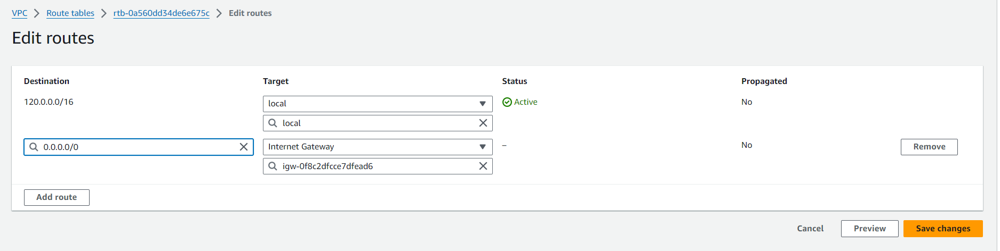 VPC > Route tables > rtb-0a560dd34de6e675c > Edit routes
Edit routes
Destination Target Status Propagated
120.0.0.0/16 local Active No
local
0.0.0.0/0 Internet Gateway – No Remove
igw-0f8c2dfcce7dfead6
Add route
Cancel Preview Save changes